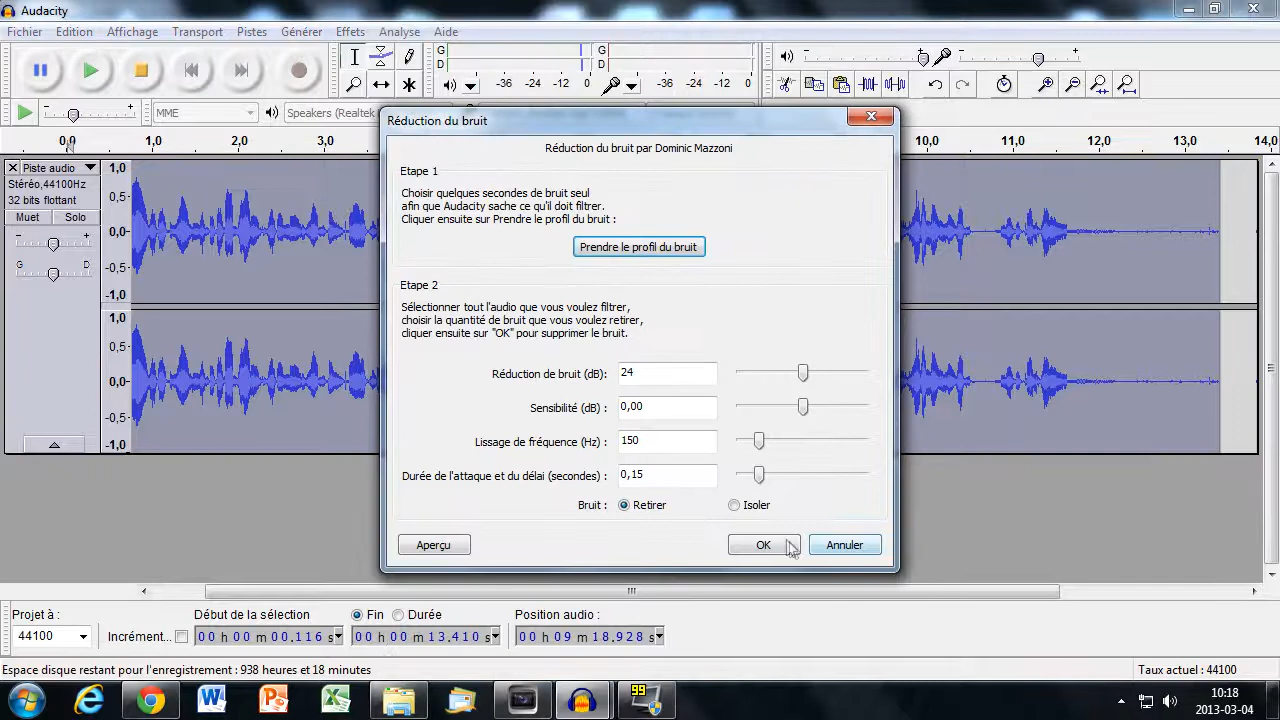 Audacity
Fichier Edition Affichage Transport Pistes Générer Effets Analyse Aide
G
D
-36 -24 -12 0
G
D
-36 -24 -12 0
MME
Speakers (Realtek
0,0 1,0 2,0 3,0 10,0 11,0 12,0 13,0 14,0
Piste audio
Stéréo,44100Hz
32 bits flottant
Muet Solo
- +
G D
1,0
0,5
0,0
-0,5
-1,0
1,0
0,5
0,0
-0,5
-1,0
Réduction du bruit
Réduction du bruit par Dominic Mazzoni
Etape 1
Choisir quelques secondes de bruit seul
afin que Audacity sache ce qu'il doit filtrer.
Cliquer ensuite sur Prendre le profil du bruit :
Prendre le profil du bruit
Etape 2
Sélectionner tout l'audio que vous voulez filtrer,
choisir la quantité de bruit que vous voulez retirer,
cliquer ensuite sur "OK" pour supprimer le bruit.
Réduction de bruit (dB): 24
Sensibilité (dB): 0,00
Lissage de fréquence (Hz): 150
Durée de l'attaque et du délai (secondes) : 0,15
Bruit : Retirer Isoler
Aperçu OK Annuler
Projet à : Début de la sélection Fin Durée Position audio :
44100 Incrément... 00 h 00 m 00.116 s 00 h 00 m 13.410 s 00 h 09 m 18.928 s
Espace disque restant pour l'enregistrement : 938 heures et 18 minutes
Taux actuel : 44100
99
10:18
2013-03-04